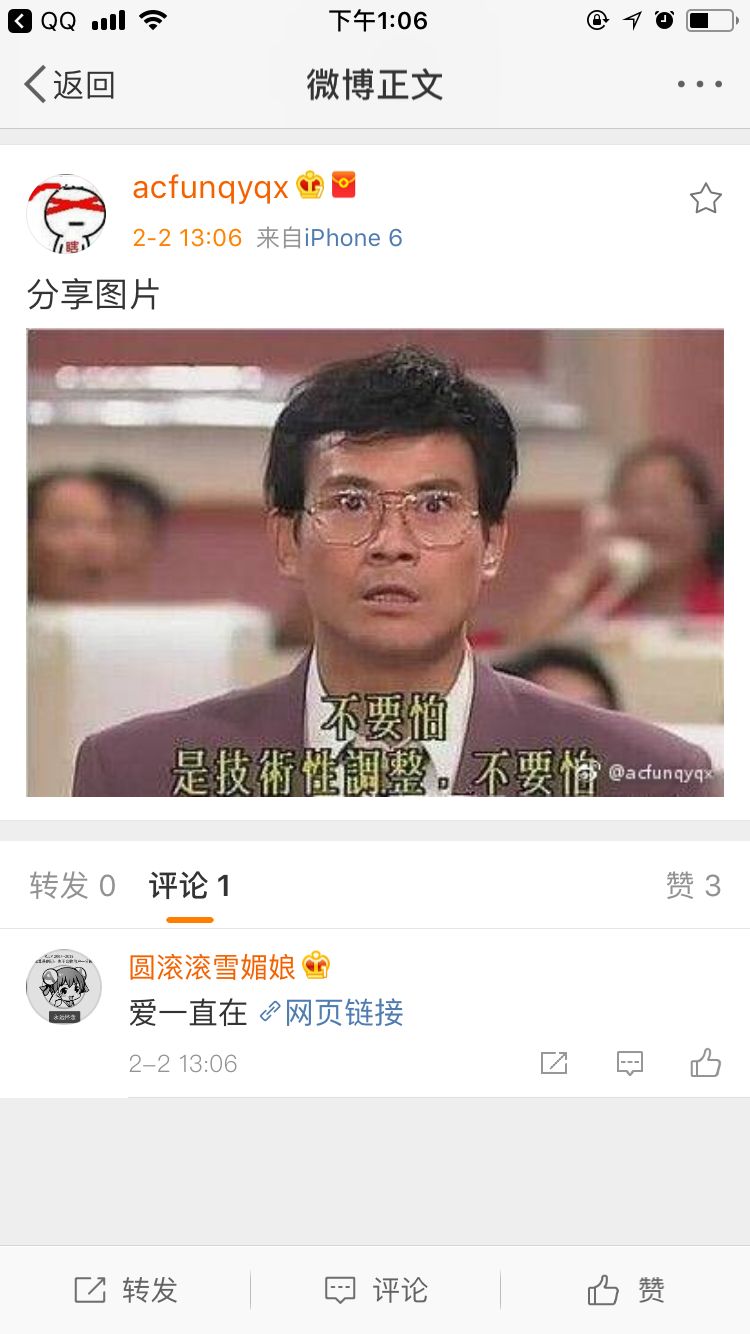 QQ
下午1:06
返回
微博正文
acfunqyqx
2-2 13:06 来自iPhone 6
瞎
分享图片
不要怕
是技術性調整.不要怕
@acfunqyqx
转发 0
评论 1
赞 3
圆滚滚雪媚娘
爱一直在 网页链接
2-2 13:06
转发
评论
赞